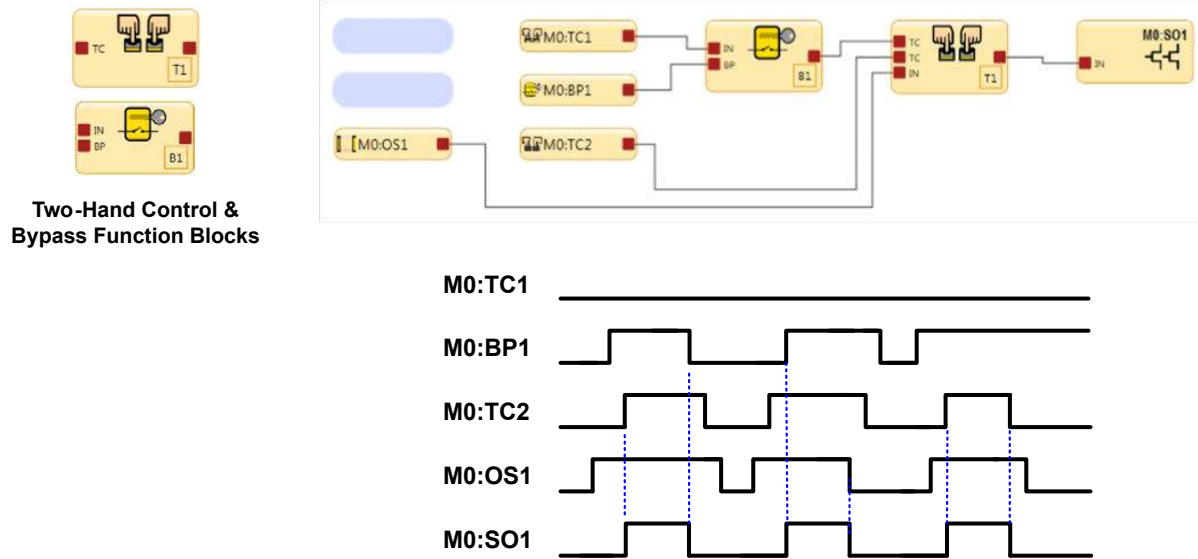 TC
T1
IN
BP
B1
Two-Hand Control &
Bypass Function Blocks
M0:TC1
M0:BP1
M0:OS1
M0:TC2
IN
BP
B1
TC
TC
IN
T1
M0:SO1
IN
M0:TC1
M0:BP1
M0:TC2
M0:OS1
M0:SO1